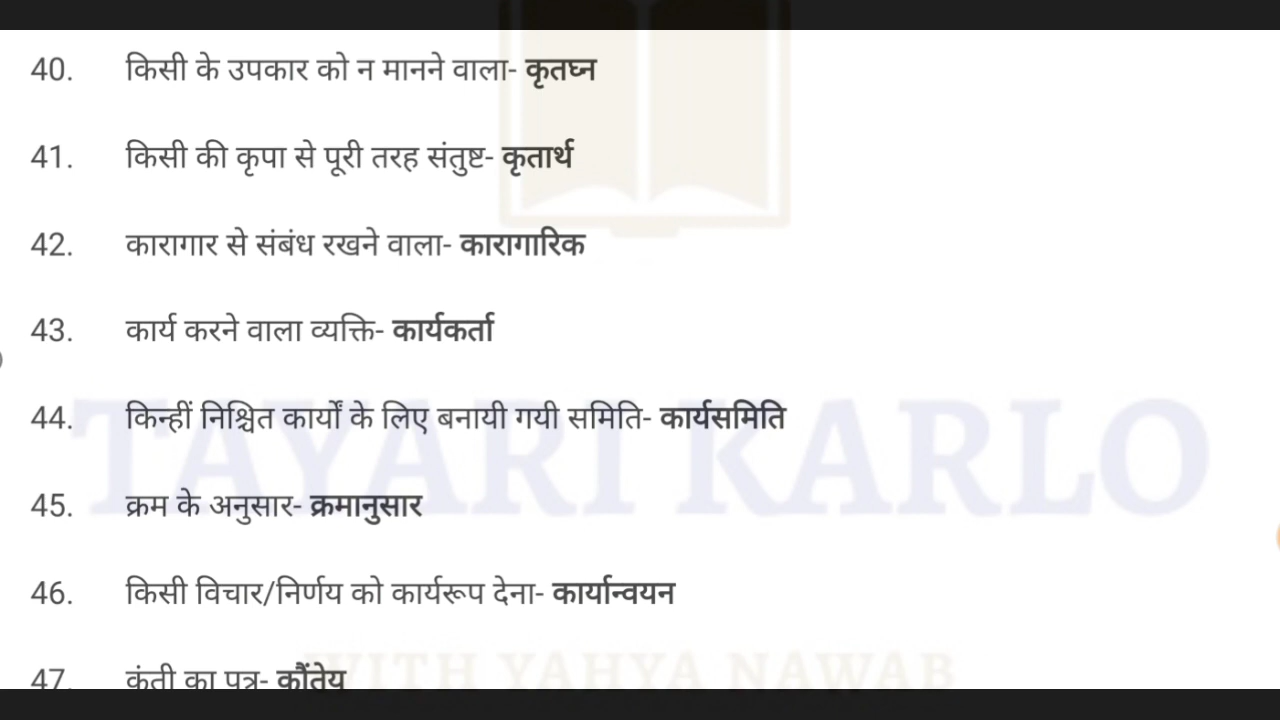 40. किसी के उपकार को न मानने वाला- कृतघ्न
41. किसी की कृपा से पूरी तरह संतुष्ट- कृतार्थ
42. कारागार से संबंध रखने वाला- कारागारिक
43. कार्य करने वाला व्यक्ति- कार्यकर्ता
44. किन्हीं निश्चित कार्यों के लिए बनायी गयी समिति- कार्यसमिति
TAYARI KARLO
45. क्रम के अनुसार- क्रमानुसार
46. किसी विचार/निर्णय को कार्यरूप देना- कार्यान्वयन
WITH YAHYA NAWAB
47. कुंती का पुत्र- कौंतेय